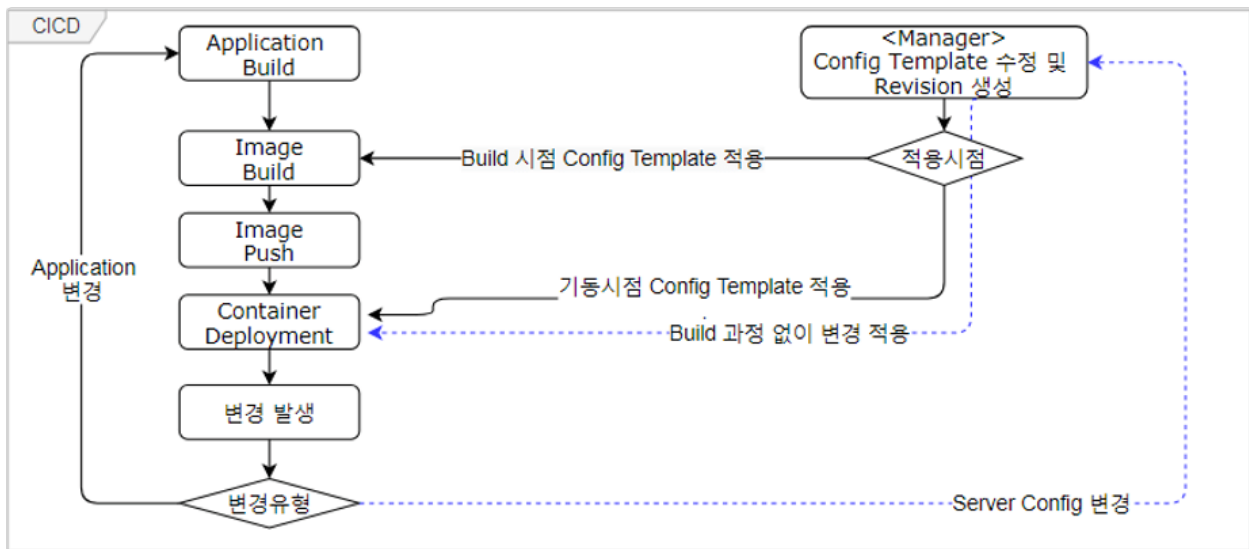 CICD
Application
Build
<Manager>
Config Template 수정 및
Revision 생성
Image
Build
Build 시점 Config Template 적용
적용시점
Image
Push
Application
변경
기동시점 Config Template 적용
Container
Deployment
Build 과정 없이 변경 적용
변경 발생
변경유형
Server Config 변경